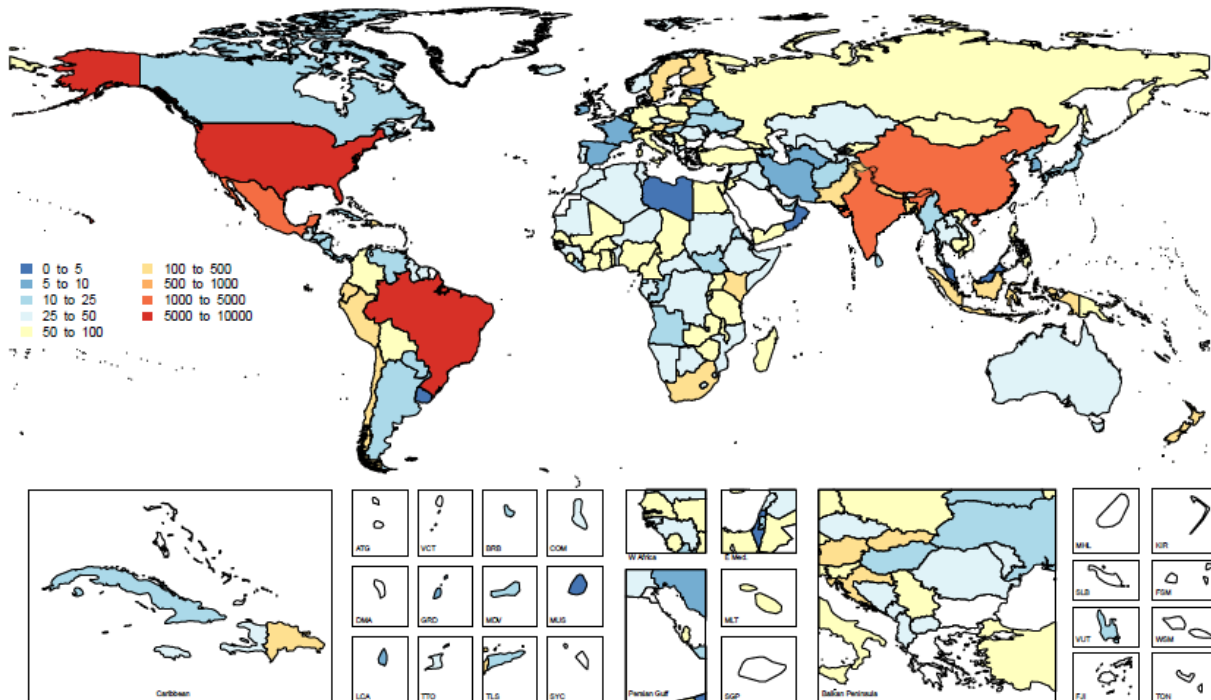 0 to 5
5 to 10
10 to 25
25 to 50
50 to 100
100 to 500
500 to 1000
1000 to 5000
5000 to 10000
Caribbean
ATG
VCT
BRB
COM
DMA
GRD
MDV
MUS
LCA
TTO
TLS
SYC
W Africa
E Med.
Persian Gulf
MLT
SGP
Balkan Peninsula
MHL
KIR
SLB
FSM
VUT
WSM
FJI
TON